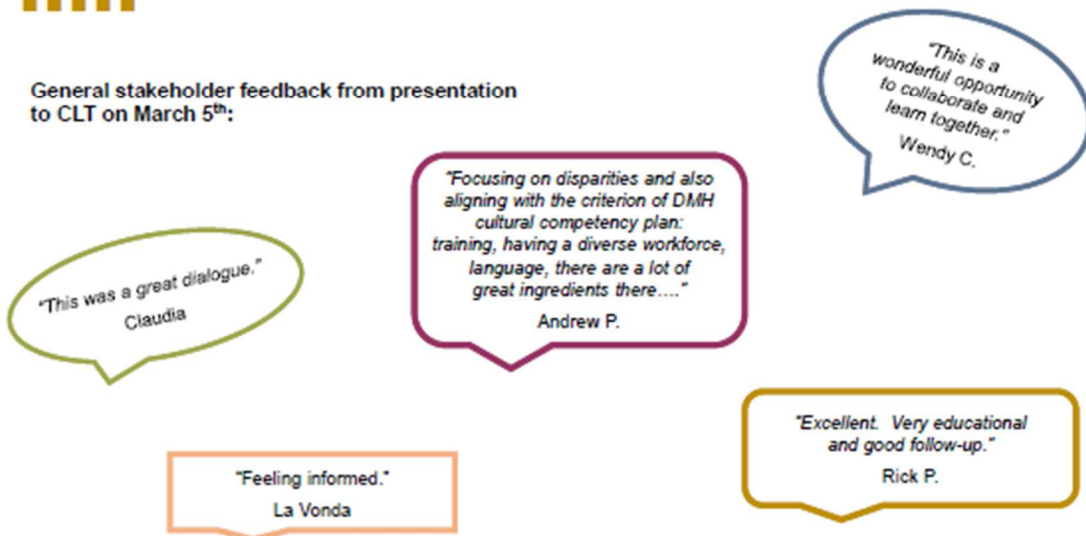 General stakeholder feedback from presentation
to CLT on March 5th:
"This is a
wonderful opportunity
to collaborate and
learn together."
Wendy C.
"Focusing on disparities and also
aligning with the criterion of DMH
cultural competency plan:
training, having a diverse workforce,
language, there are a lot of
great ingredients there...."
Andrew P.
"This was a great dialogue."
Claudia
"Excellent. Very educational
and good follow-up."
Rick P.
"Feeling informed."
La Vonda